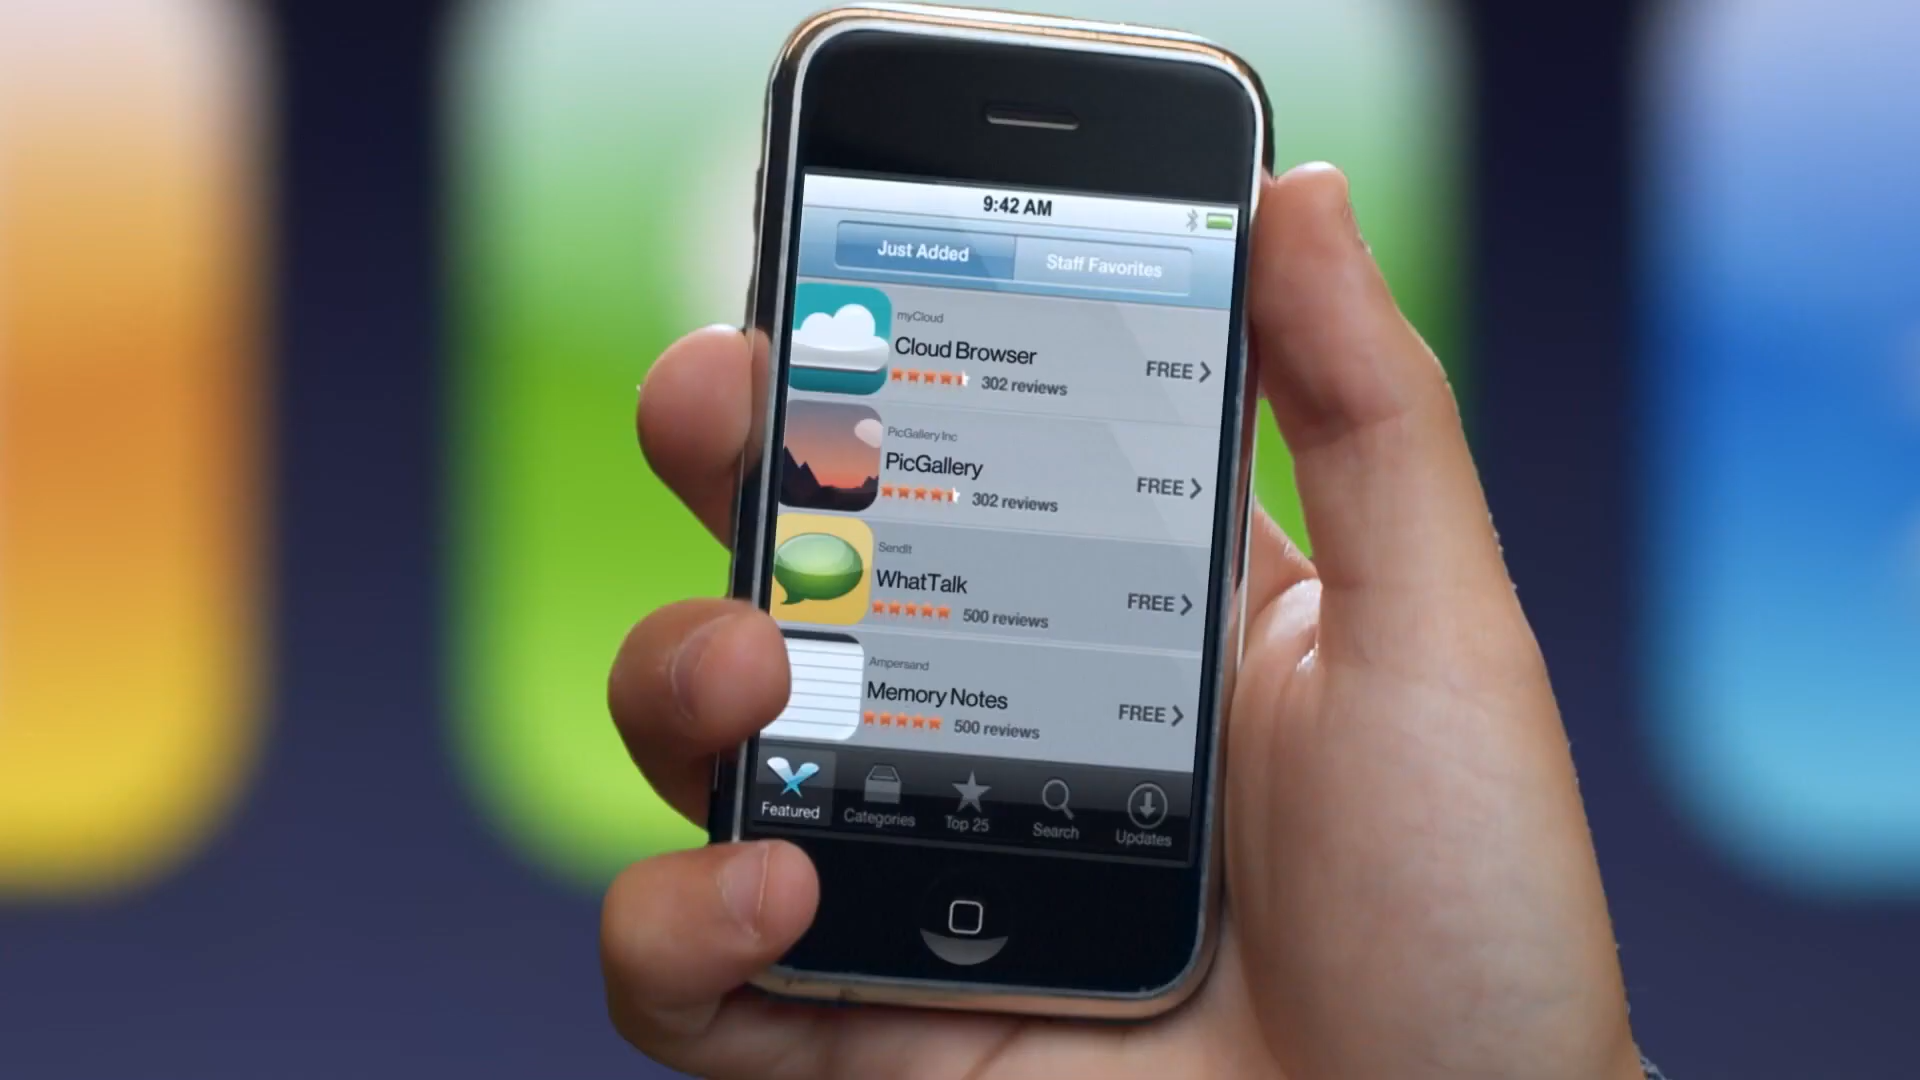 9:42 AM
Just Added
Staff Favorites
myCloud
Cloud Browser
302 reviews
FREE
PicGallery Inc
PicGallery
302 reviews
FREE
SendIt
WhatTalk
500 reviews
FREE
Ampersand
Memory Notes
500 reviews
FREE
Featured
Categories
Top 25
Search
Updates